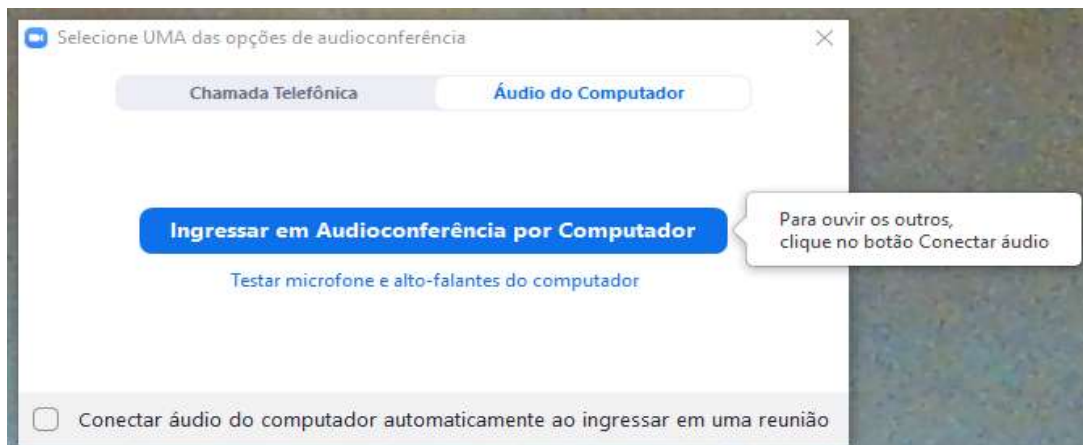 Selecione UMA das opções de audioconferência
Chamada Telefônica
Áudio do Computador
Ingressar em Audioconferência por Computador
Para ouvir os outros,
clique no botão Conectar áudio
Testar microfone e alto-falantes do computador
Conectar áudio do computador automaticamente ao ingressar em uma reunião